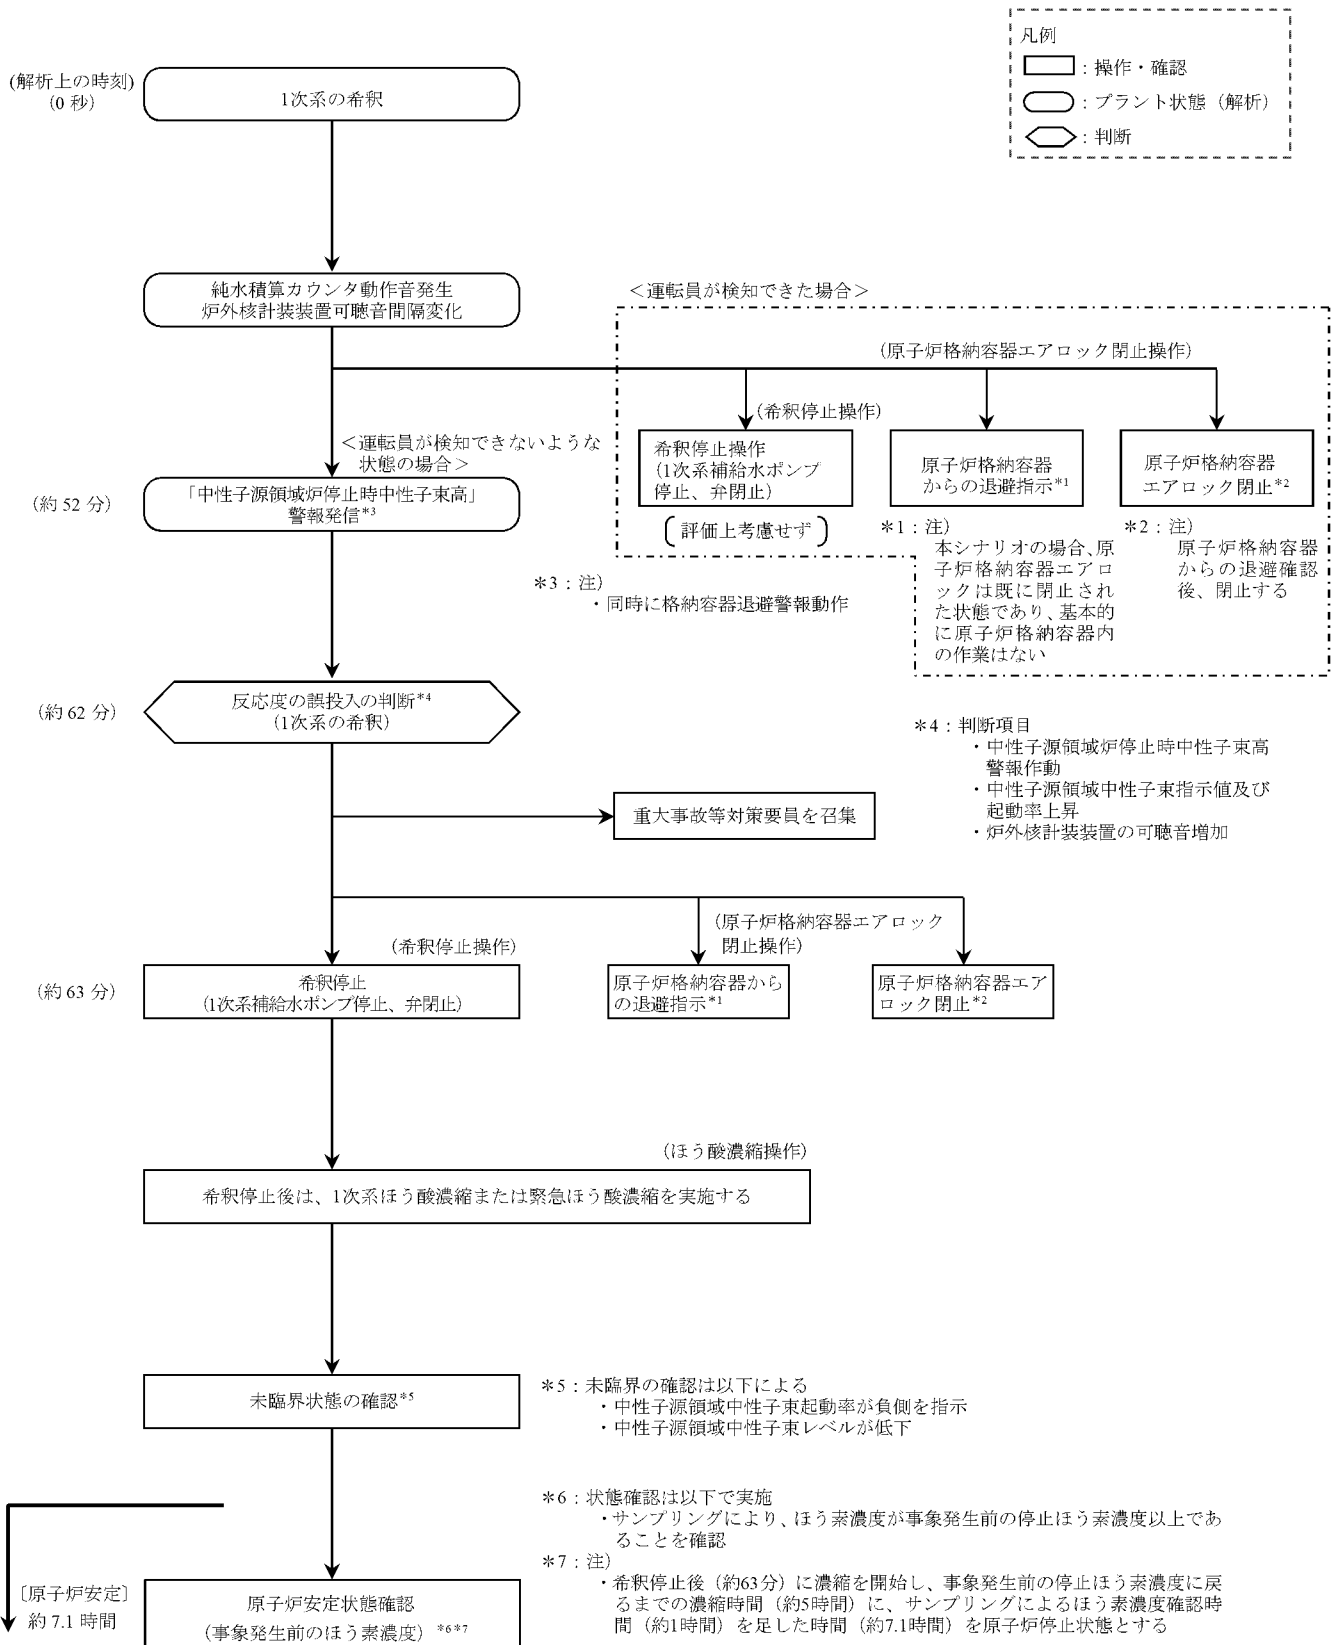 凡例
：操作・確認
：プラント状態（解析）
：判断
(解析上の時刻)
（0 秒）
1次系の希釈
純水積算カウンタ動作音発生
炉外核計装装置可聴音間隔変化
＜運転員が検知できた場合＞
（原子炉格納容器エアロック閉止操作）
（希釈停止操作）
希釈停止操作
（1次系補給水ポンプ
停止、弁閉止）
評価上考慮せず
原子炉格納容器
からの退避指示*1
原子炉格納容器
エアロック閉止*2
＊1：注）
本シナリオの場合、原
子炉格納容器エアロ
ックは既に閉止され
た状態であり、基本的
に原子炉格納容器内
の作業はない
＊2：注）
原子炉格納容器
からの退避確認
後、閉止する
＜運転員が検知できないような
状態の場合＞
（約 52 分）
「中性子源領域炉停止時中性子束高」
警報発信*3
＊3：注）
・同時に格納容器退避警報動作
（約 62 分）
反応度の誤投入の判断*4
（1次系の希釈）
＊4：判断項目
・中性子源領域炉停止時中性子束高
警報作動
・中性子源領域中性子束指示値及び
起動率上昇
・炉外核計装装置の可聴音増加
重大事故等対策要員を召集
（原子炉格納容器エアロック
閉止操作）
（希釈停止操作）
（約 63 分）
希釈停止
（1次系補給水ポンプ停止、弁閉止）
原子炉格納容器から
の退避指示*1
原子炉格納容器エア
ロック閉止*2
（ほう酸濃縮操作）
希釈停止後は、1次系ほう酸濃縮または緊急ほう酸濃縮を実施する
未臨界状態の確認*5
＊5：未臨界の確認は以下による
・中性子源領域中性子束起動率が負側を指示
・中性子源領域中性子束レベルが低下
＊6：状態確認は以下で実施
・サンプリングにより、ほう素濃度が事象発生前の停止ほう素濃度以上であ
ることを確認
＊7：注）
・希釈停止後（約63分）に濃縮を開始し、事象発生前の停止ほう素濃度に戻
るまでの濃縮時間（約5時間）に、サンプリングによるほう素濃度確認時
間（約1時間）を足した時間（約7.1時間）を原子炉停止状態とする
〔原子炉安定〕
約 7.1 時間
原子炉安定状態確認
（事象発生前のほう素濃度）*6*7